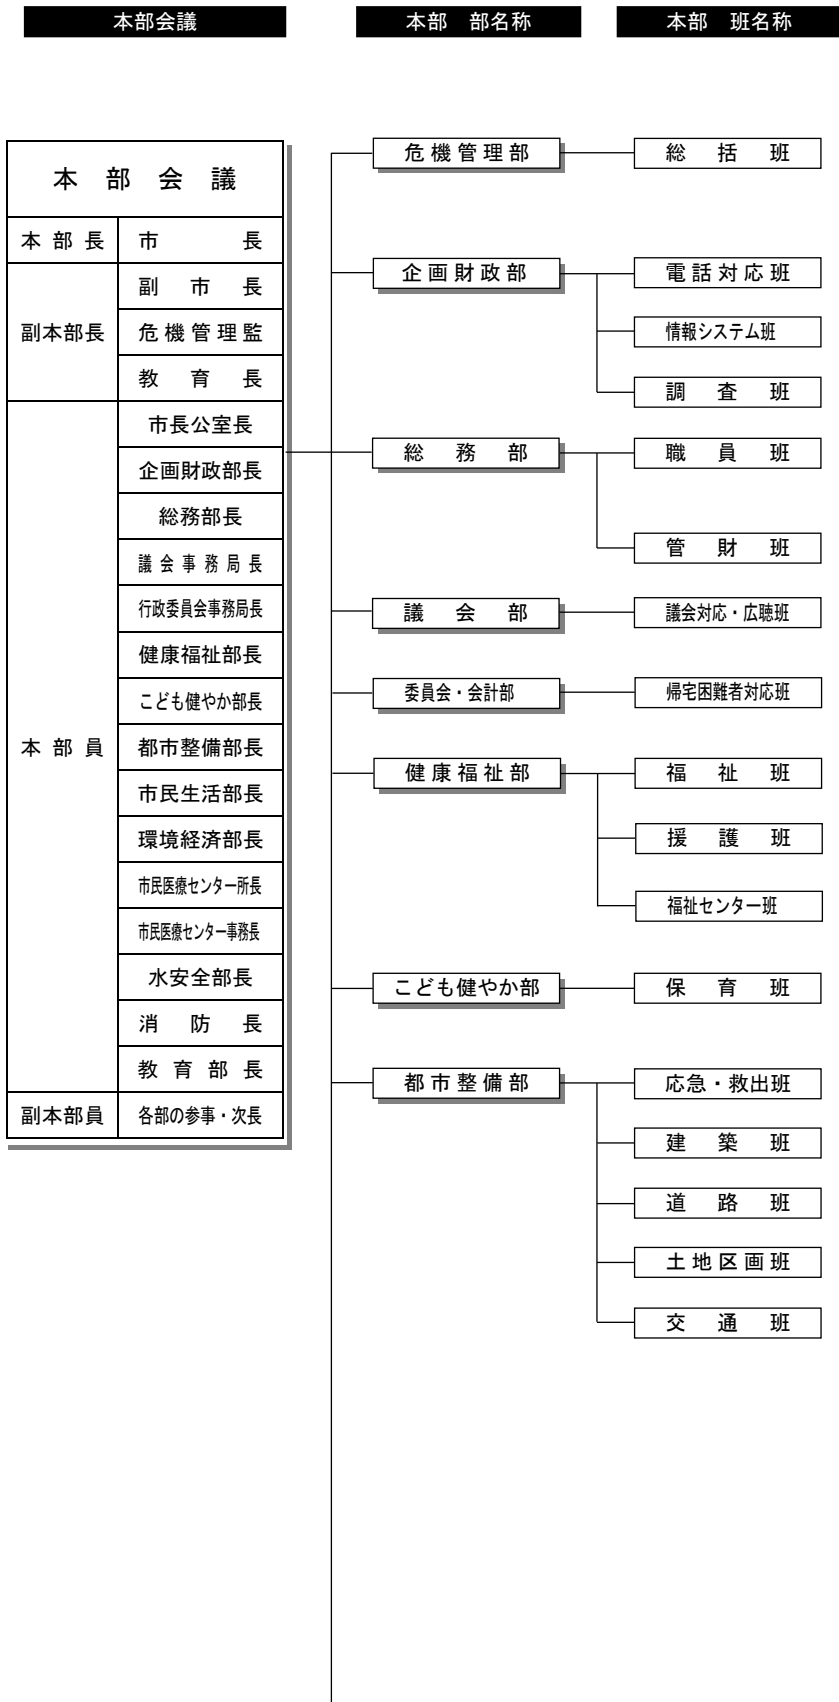 本部会議
本部　部名称
本部　班名称
本部会議
本部長
市長
副本部長
副市長
危機管理監
教育長
本部員
市長公室長
企画財政部長
総務部長
議会事務局長
行政委員会事務局長
健康福祉部長
こども健やか部長
都市整備部長
市民生活部長
環境経済部長
市民医療センター所長
市民医療センター事務長
水安全部長
消防長
教育部長
副本部員
各部の参事・次長
危機管理部
総括班
企画財政部
電話対応班
情報システム班
調査班
総務部
職員班
管財班
議会部
議会対応・広聴班
委員会・会計部
帰宅困難者対応班
健康福祉部
福祉班
援護班
福祉センター班
こども健やか部
保育班
都市整備部
応急・救出班
建築班
道路班
土地区画班
交通班